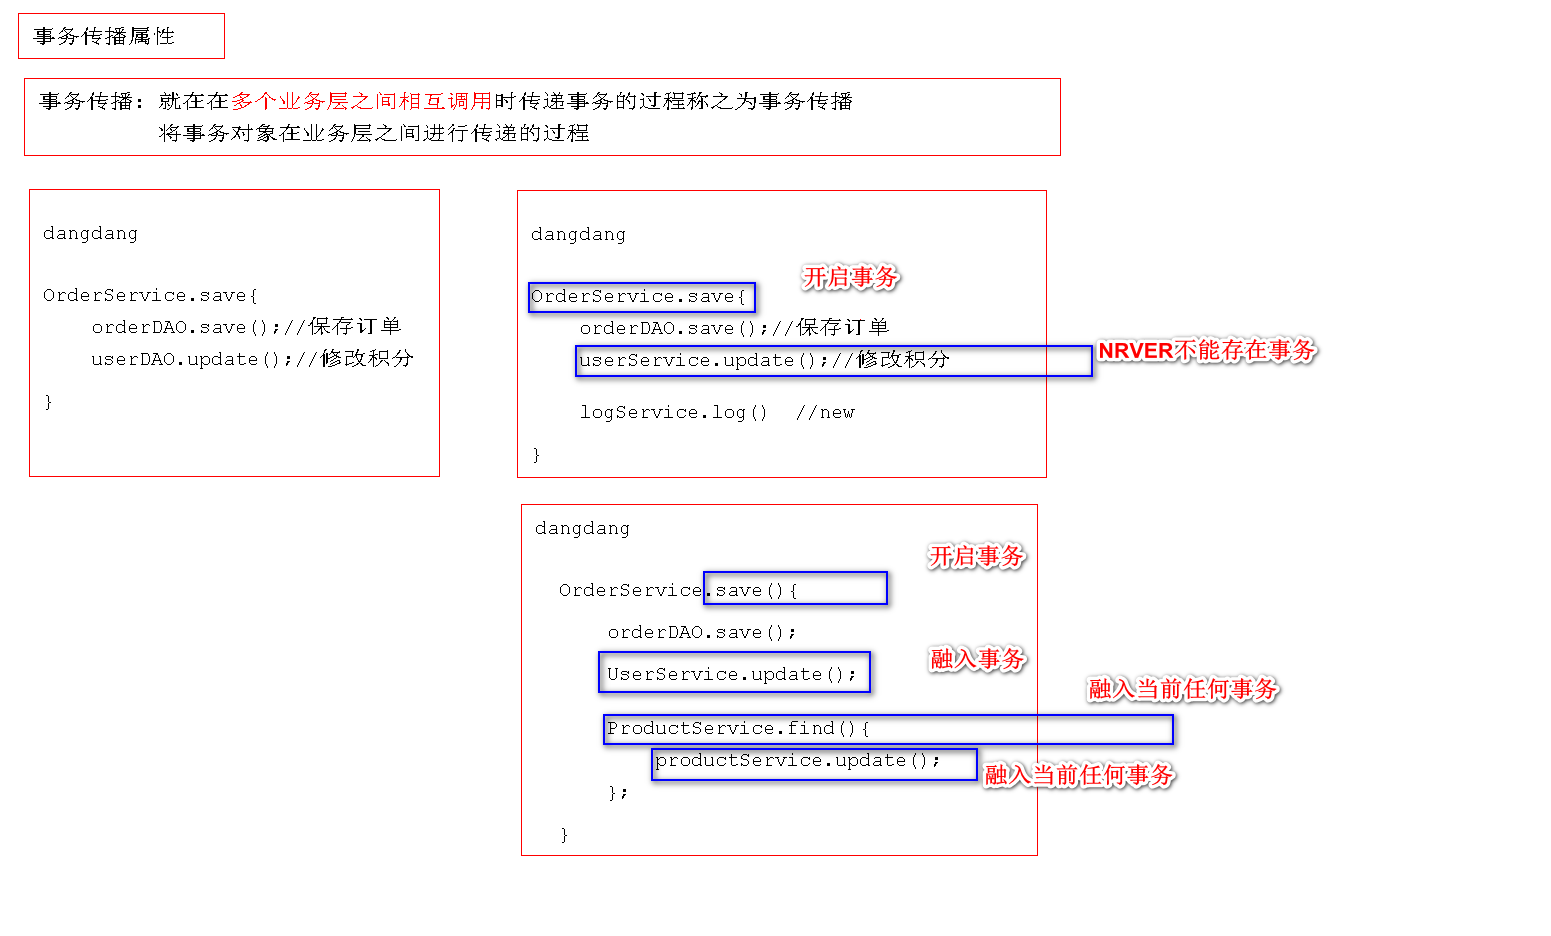 事务传播属性
事务传播：就在在多个业务层之间相互调用时传递事务的过程称之为事务传播
将事务对象在业务层之间进行传递的过程
dangdang
OrderService.save{
orderDAO.save();//保存订单
userDAO.update();//修改积分
}
dangdang
开启事务
OrderService.save{
orderDAO.save();//保存订单
userService.update();//修改积分
NRVER不能存在事务
logService.log() //new
}
dangdang
开启事务
OrderService.save(){
orderDAO.save();
融入事务
UserService.update();
融入当前任何事务
ProductService.find(){
productService.update();
融入当前任何事务
};
}